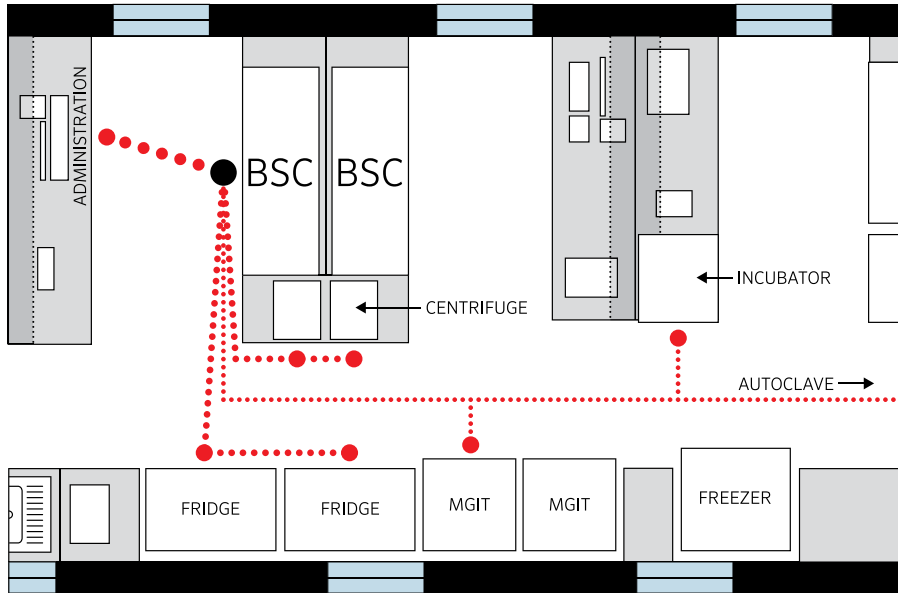 ADMINISTRATION
BSC
BSC
CENTRIFUGE
INCUBATOR
AUTOCLAVE
FRIDGE
FRIDGE
MGIT
MGIT
FREEZER